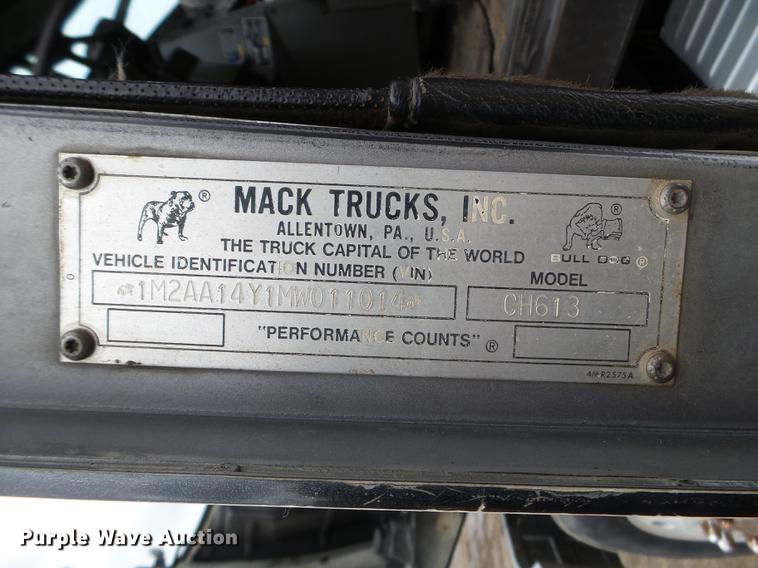 ®
MACK TRUCKS, INC.
ALLENTOWN, PA., U.S.A.
THE TRUCK CAPITAL OF THE WORLD
®
BULL DOG ®
VEHICLE IDENTIFICATION NUMBER (VIN)
MODEL
*1M2AA14Y1MW011014*
CH613
"PERFORMANCE COUNTS" ®
4MR2575A
Purple Wave Auction